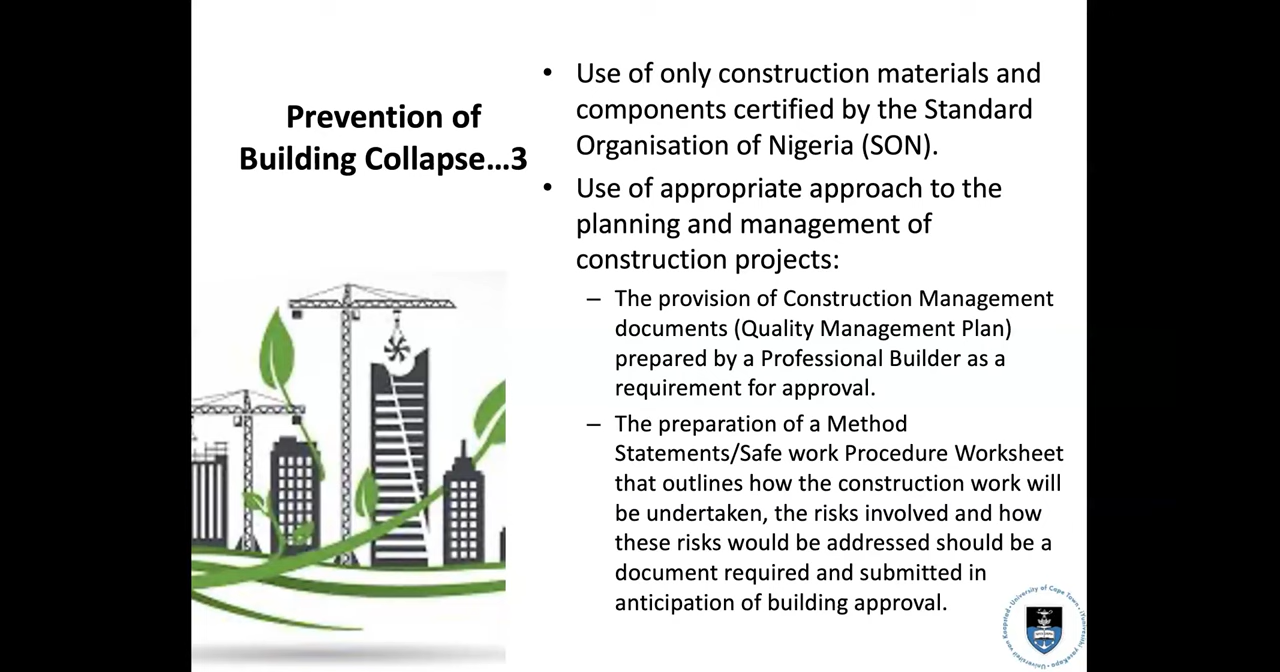 Prevention of
Building Collapse...3
• Use of only construction materials and
components certified by the Standard
Organisation of Nigeria (SON).
• Use of appropriate approach to the
planning and management of
construction projects:
– The provision of Construction Management
documents (Quality Management Plan)
prepared by a Professional Builder as a
requirement for approval.
– The preparation of a Method
Statements/Safe work Procedure Worksheet
that outlines how the construction work will
be undertaken, the risks involved and how
these risks would be addressed should be a
document required and submitted in
anticipation of building approval.
University of Cape Town